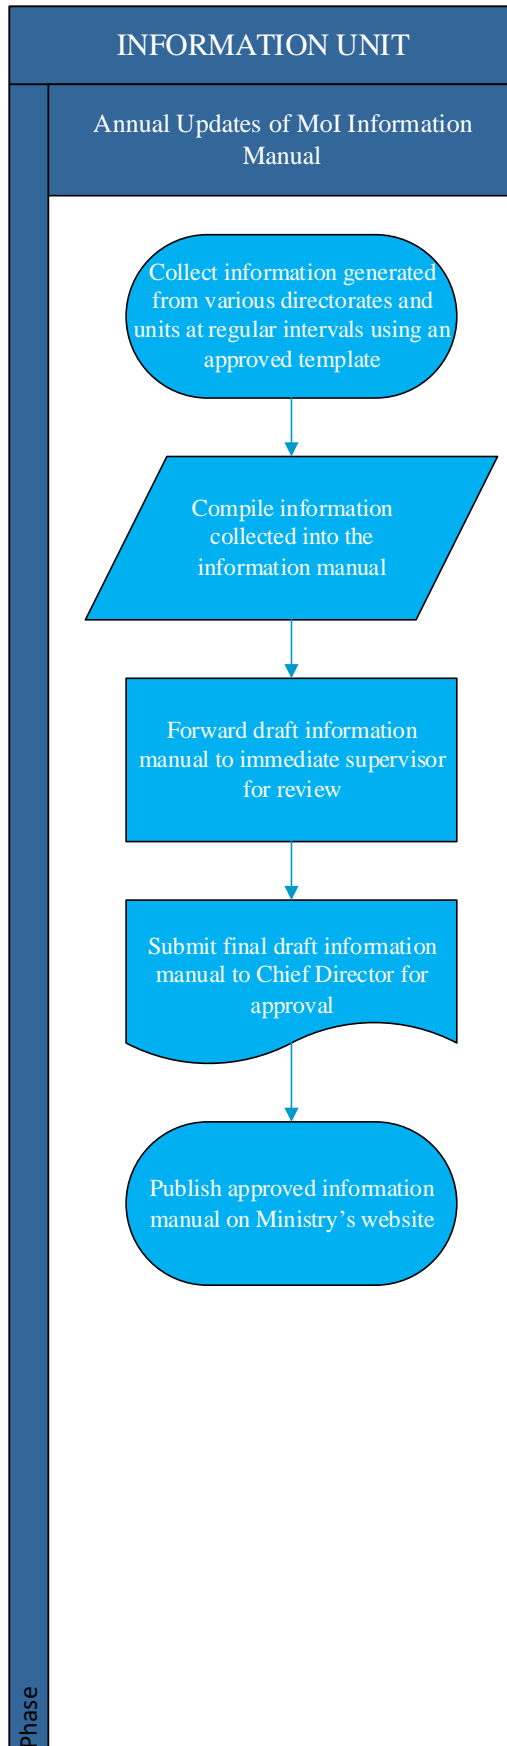 INFORMATION UNIT
Annual Updates of MoI Information
Manual
Collect information generated
from various directorates and
units at regular intervals using an
approved template
Compile information
collected into the
information manual
Forward draft information
manual to immediate supervisor
for review
Submit final draft information
manual to Chief Director for
approval
Publish approved information
manual on Ministry’s website
Phase